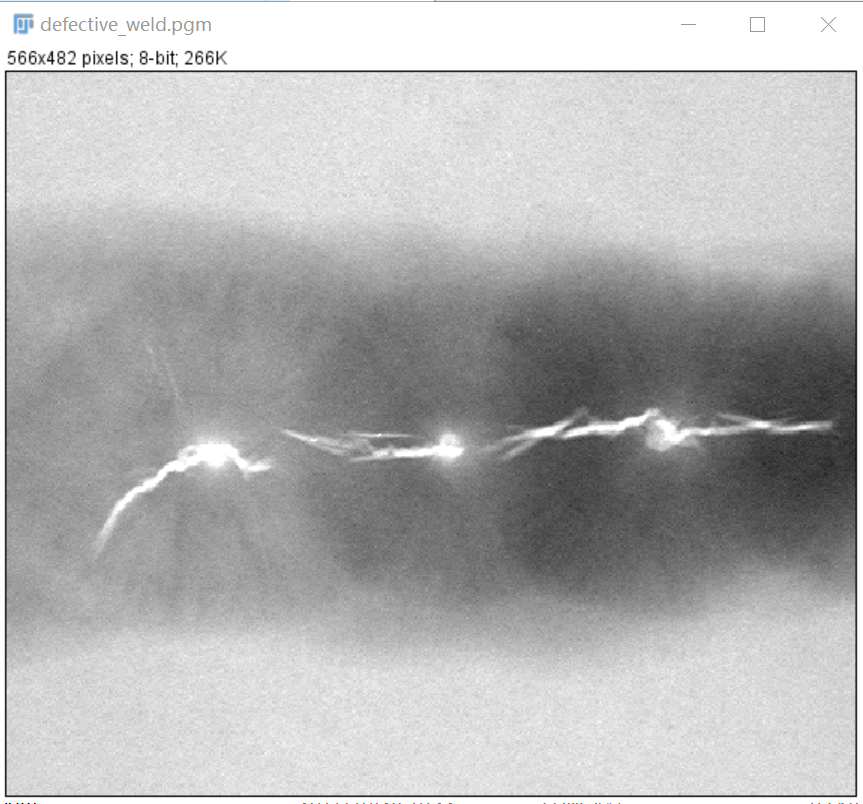 defective_weld.pgm
566x482 pixels; 8-bit; 266K